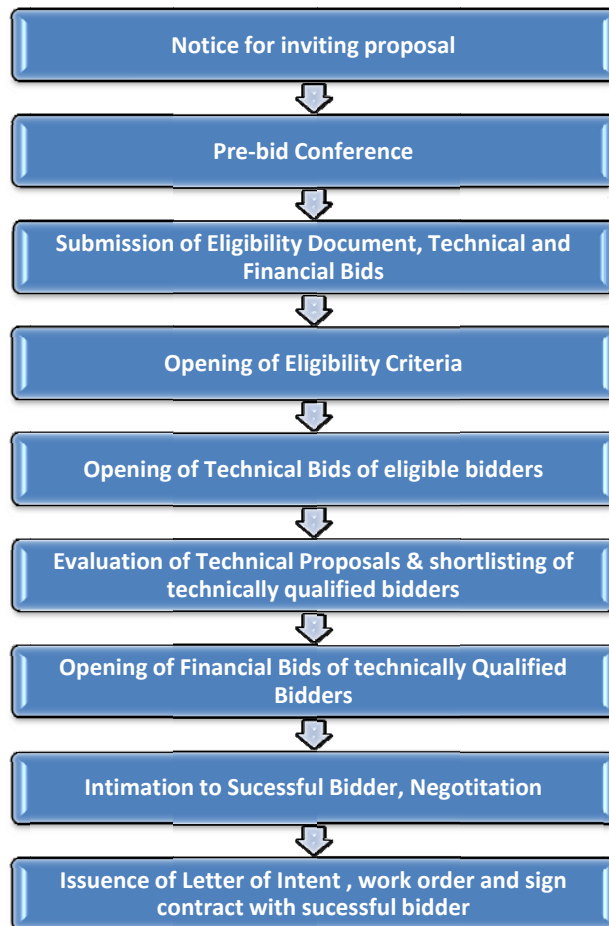 Notice for inviting proposal
Pre-bid Conference
Submission of Eligibility Document, Technical and
Financial Bids
Opening of Eligibility Criteria
Opening of Technical Bids of eligible bidders
Evaluation of Technical Proposals & shortlisting of
technically qualified bidders
Opening of Financial Bids of technically Qualified
Bidders
Intimation to Sucessful Bidder, Negotitation
Issuence of Letter of Intent , work order and sign
contract with sucessful bidder